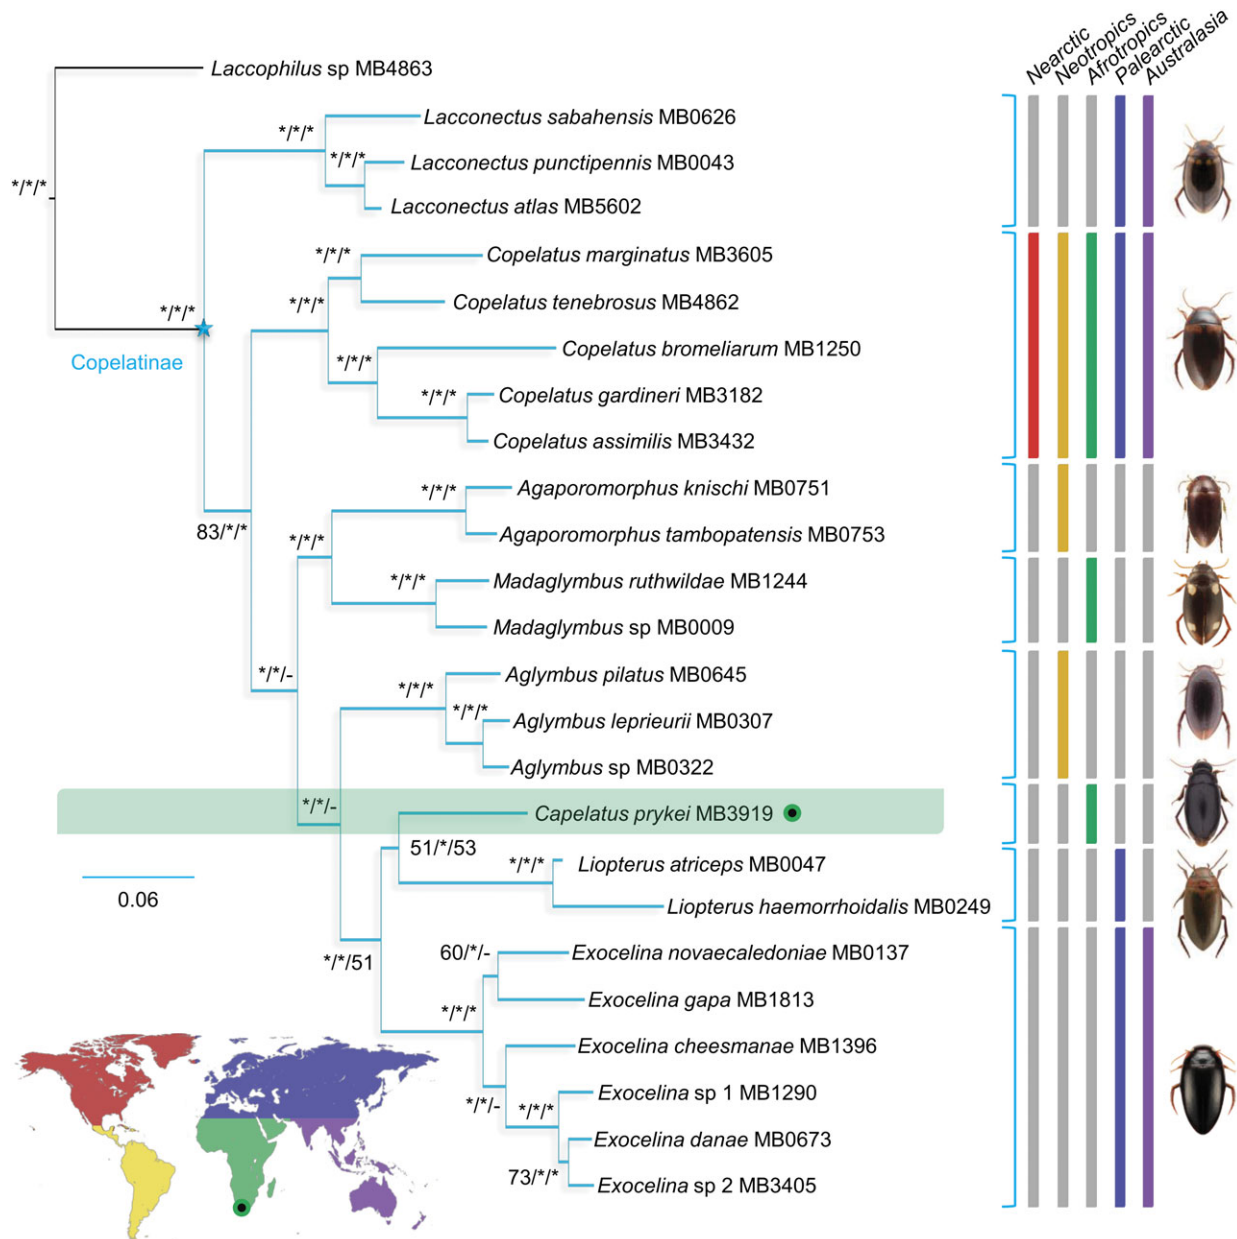 Nearctic
Neotropics
Afrotropics
Palearctic
Australasia
Laccophilus sp MB4863
Lacconectus sabahensis MB0626
*/*/*
*/*/*
Lacconectus punctipennis MB0043
*/*/*
Lacconectus atlas MB5602
*/*/*
Copelatus marginatus MB3605
*/*/*
Copelatus tenebrosus MB4862
*/*/*
Copelatinae
*/*/*
Copelatus bromeliarum MB1250
*/*/*
Copelatus gardineri MB3182
Copelatus assimilis MB3432
*/*/*
Agaporomorphus knischi MB0751
83/*/*
*/*/*
Agaporomorphus tambopatensis MB0753
*/*/*
Madaglymbus ruthwildae MB1244
Madaglymbus sp MB0009
*/*/-
*/*/*
Aglymbus pilatus MB0645
*/*/*
Aglymbus leprieurii MB0307
Aglymbus sp MB0322
*/*/-
Capelatus prykei MB3919
51/*/53
*/*/*
Liopterus atriceps MB0047
0.06
Liopterus haemorrhoidalis MB0249
*/*/51
60/*/-
Exocelina novaecaledoniae MB0137
*/*/*
Exocelina gapa MB1813
Exocelina cheesmanae MB1396
*/*/-
*/*/*
Exocelina sp 1 MB1290
Exocelina danae MB0673
73/*/*
Exocelina sp 2 MB3405